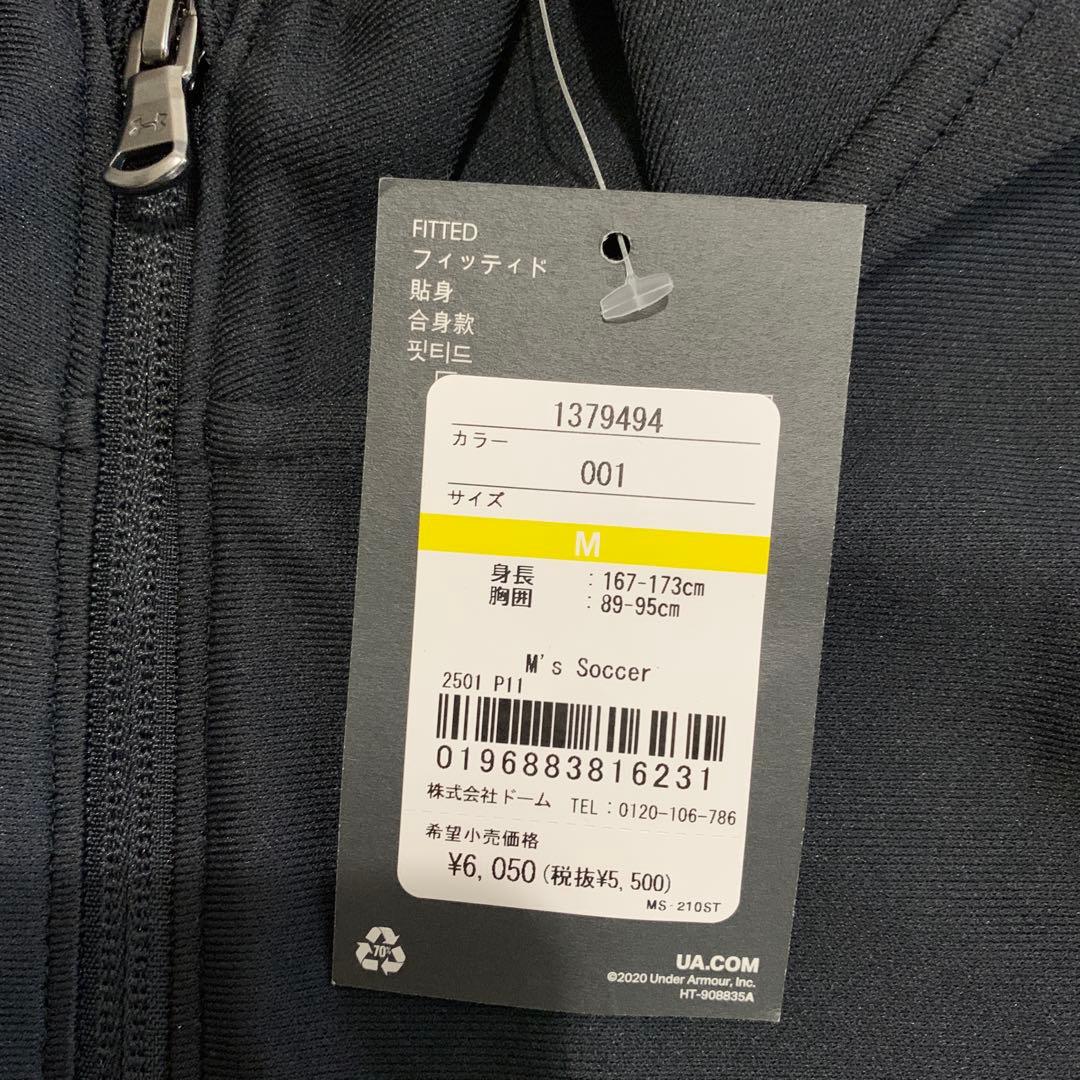 FITTED
フィッティド
貼身
合身款
핏티드
1379494
カラー
001
サイズ
M
身長 : 167-173cm
胸囲 : 89-95cm
M's Soccer
2501 P11
0196883816231
株式会社ドーム TEL:0120-106-786
希望小売価格
¥6,050(税抜¥5,500)
MS-210ST
70%
UA.COM
©2020 Under Armour, Inc.
HT-908835A